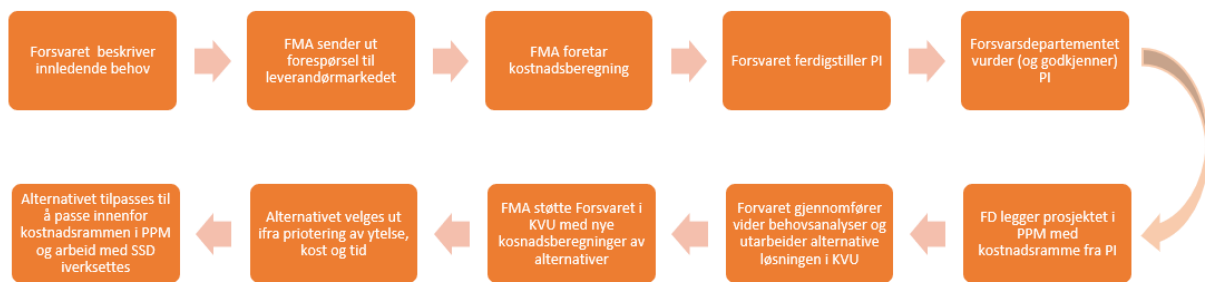 Forsvaret beskriver
innledende behov
FMA sender ut
forespørsel til
leverandørmarkedet
FMA foretar
kostnadsberegning
Forsvaret ferdigstiller PI
Forsvarsdepartementet
vurder (og godkjenner)
PI
FD legger prosjektet i
PPM med
kostnadsramme fra PI
Forvaret gjennomfører
vider behovsanalyser og
utarbeider alternative
løsningen i KVU
FMA støtte Forsvaret i
KVU med nye
kosnadsberegninger av
alternativer
Alternativet velges ut
ifra priotering av ytelse,
kost og tid
Alternativet tilpasses til
å passe innenfor
kostnadsrammen i PPM
og arbeid med SSD
iverksettes